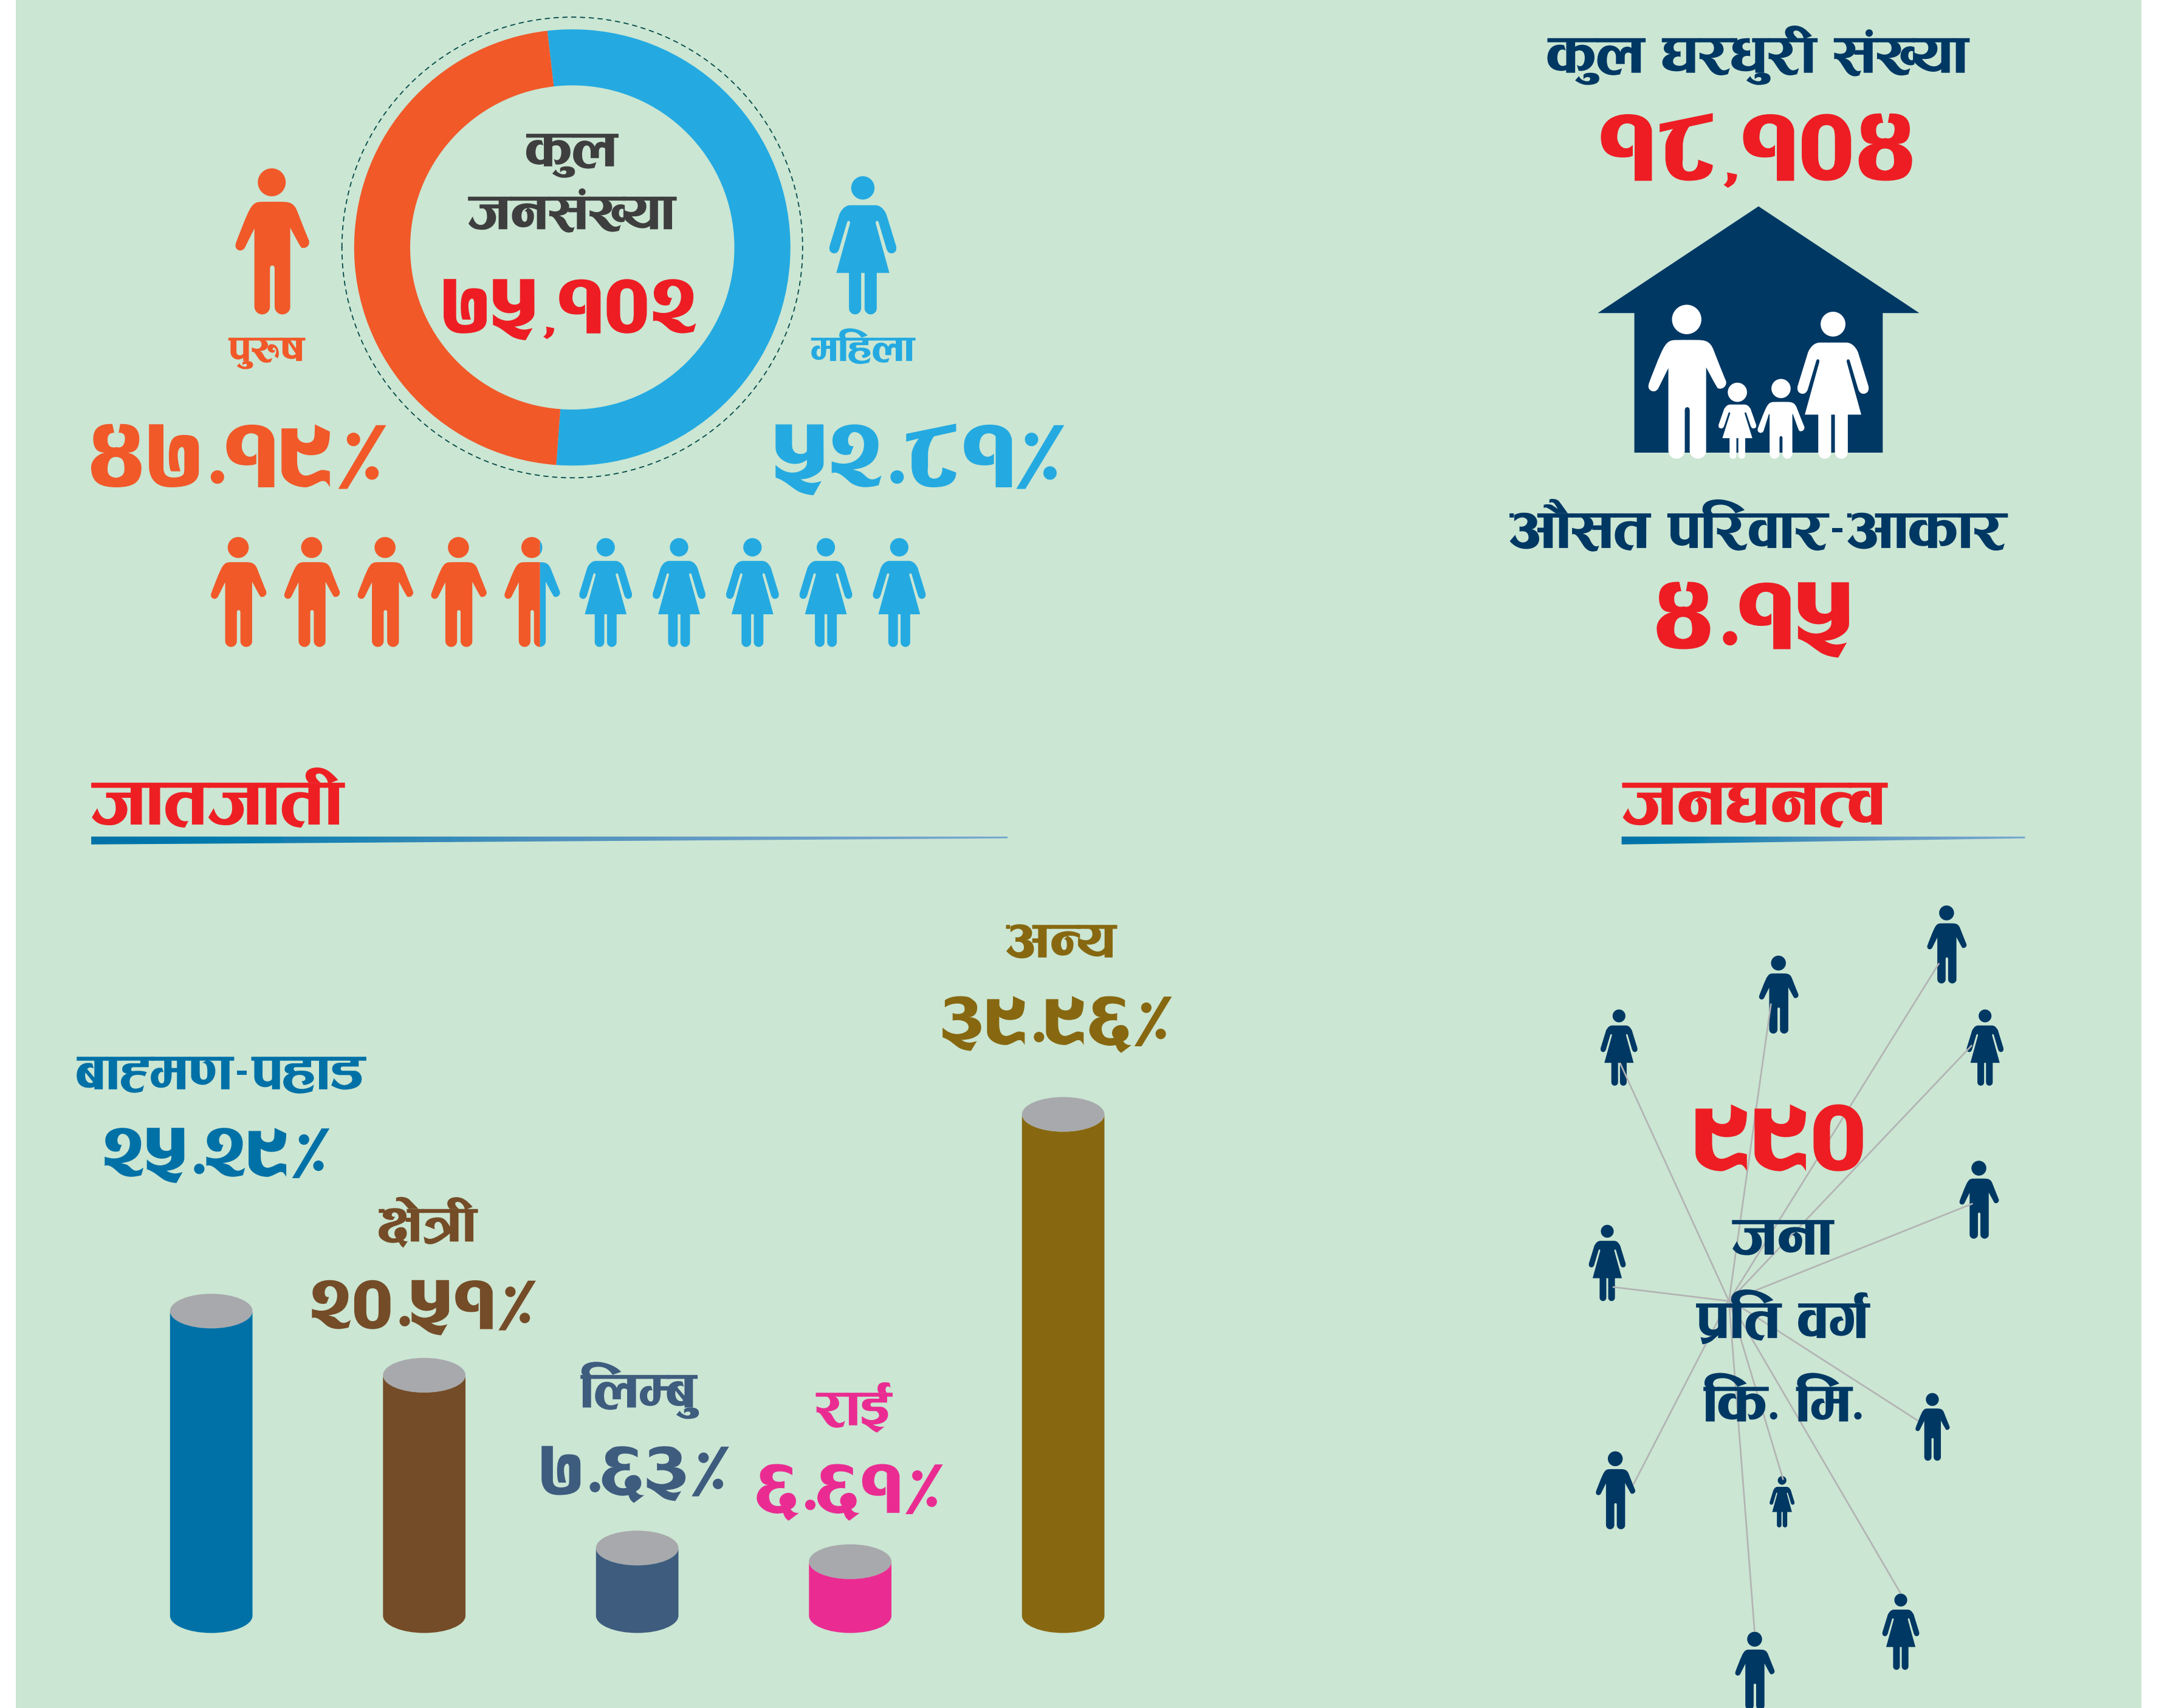 कुल
जनसंख्या
७५,१०२
पुरुष
महिला
४७.१९%
५२.८१%
कुल घरधुरी संख्या
१८,१०४
औसत परिवार-आकार
४.१५
जातजाती
बाहमण-पहाड
२५.२९%
क्षेत्री
२०.५१%
लिम्बु
७.६३%
राई
६.६१%
अन्य
३९.९६%
जनघनत्व
९९०
जना
प्रति वर्ग
कि. मि.